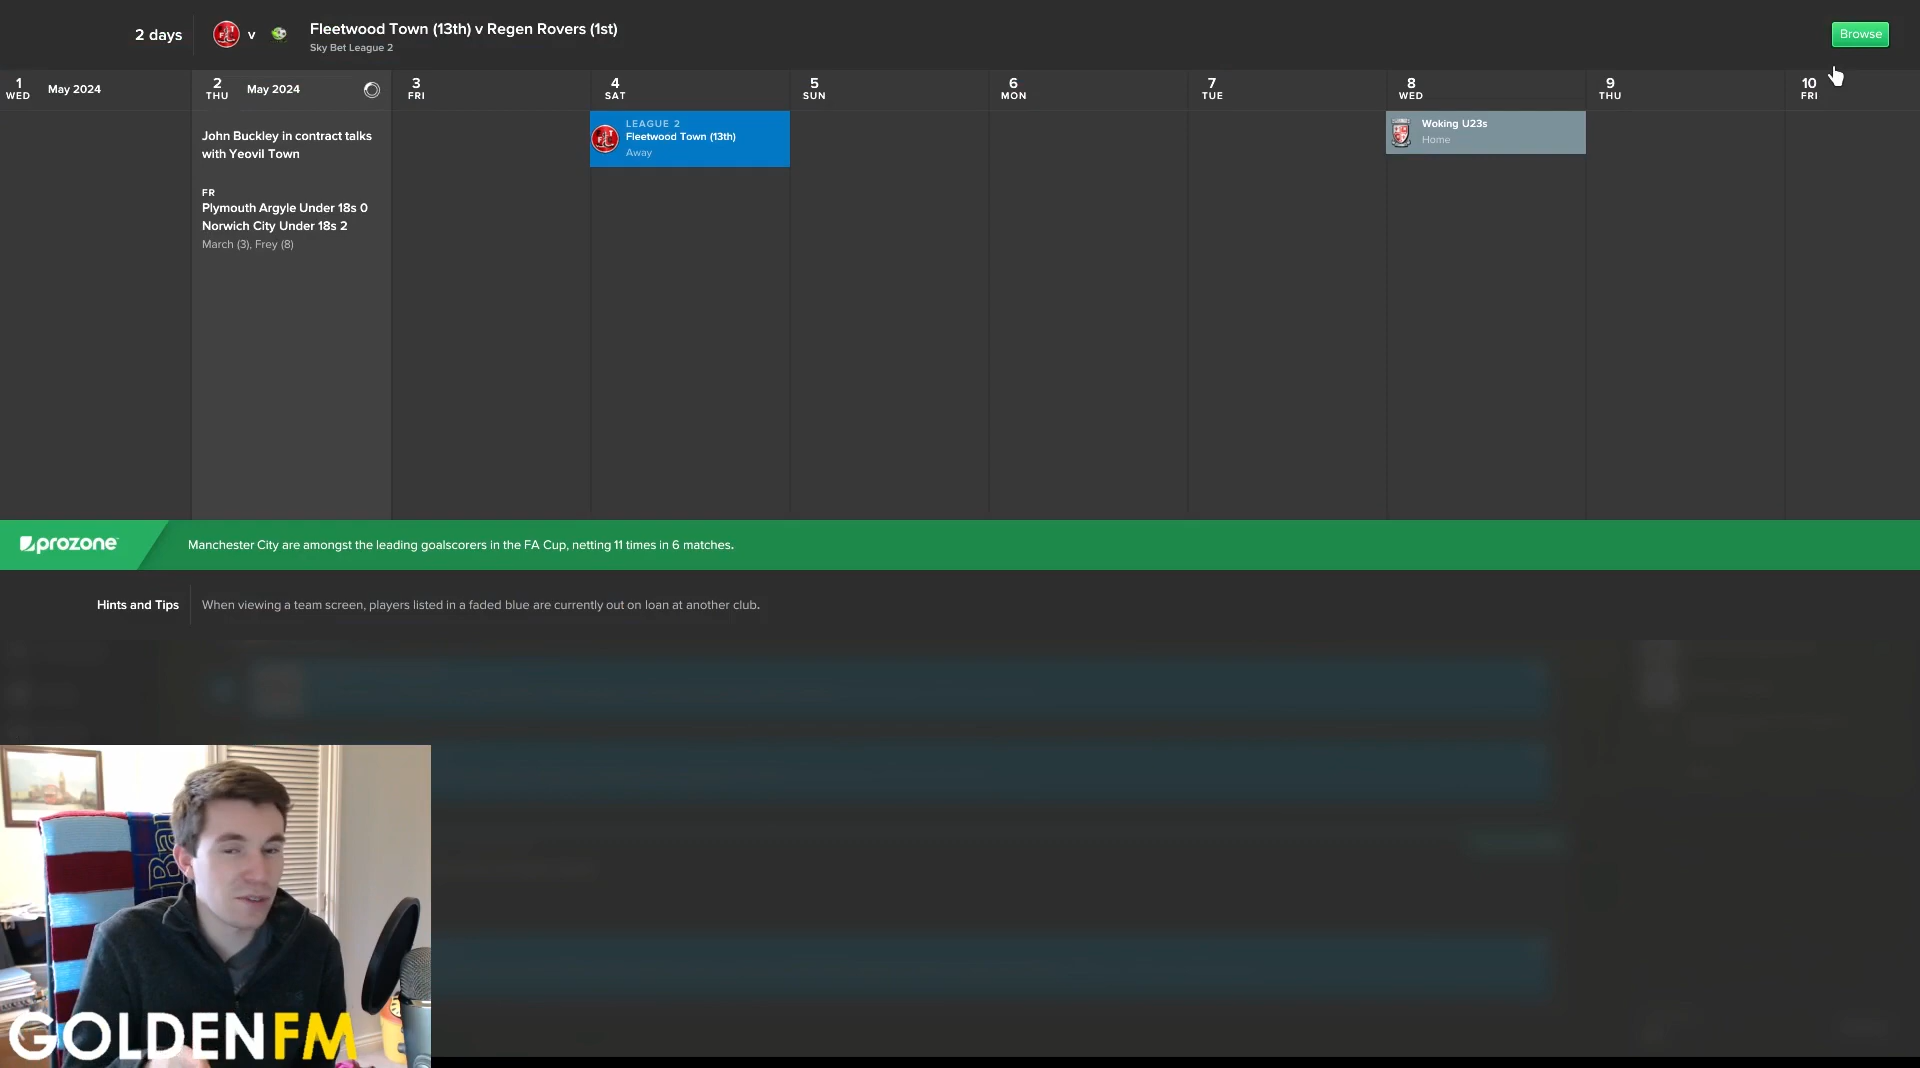 2 days
v
Fleetwood Town (13th) v Regen Rovers (1st)
Sky Bet League 2
Browse
1
WED
May 2024
2
THU
May 2024
3
FRI
4
SAT
5
SUN
6
MON
7
TUE
8
WED
9
THU
10
FRI
John Buckley in contract talks
with Yeovil Town
FR
Plymouth Argyle Under 18s 0
Norwich City Under 18s 2
March (3), Frey (8)
LEAGUE 2
Fleetwood Town (13th)
Away
Woking U23s
Home
prozone
Manchester City are amongst the leading goalscorers in the FA Cup, netting 11 times in 6 matches.
Hints and Tips
When viewing a team screen, players listed in a faded blue are currently out on loan at another club.
GOLDENFM